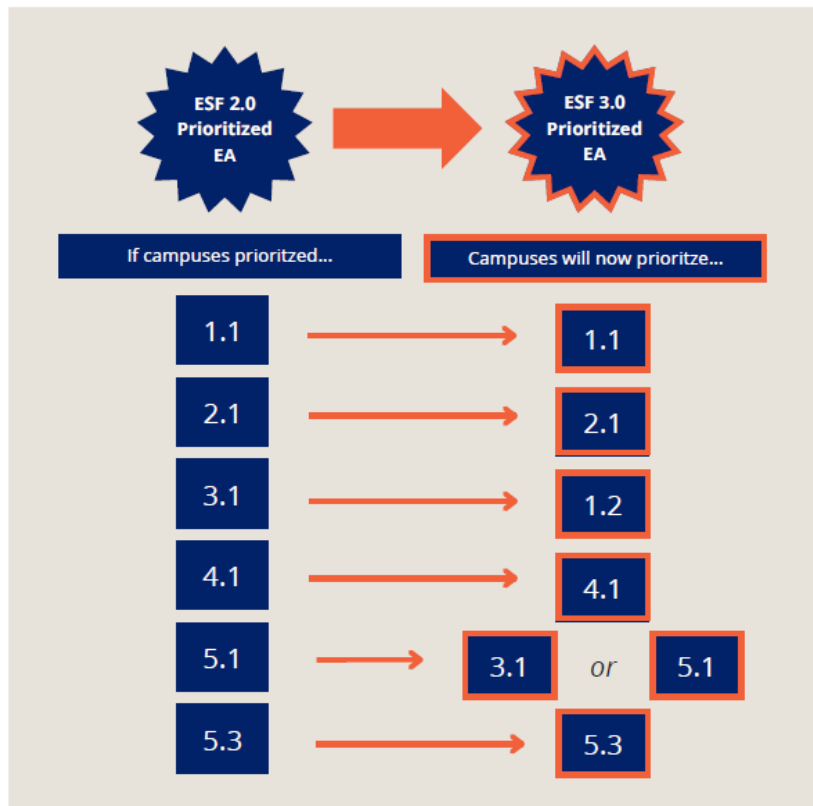 ESF 2.0
Prioritized
EA
ESF 3.0
Prioritized
EA
If campuses prioritzed...
Campuses will now prioritze...
1.1
1.1
2.1
2.1
3.1
1.2
4.1
4.1
5.1
3.1 or 5.1
5.3
5.3